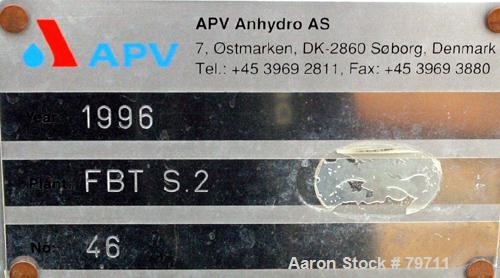 APV
APV Anhydro AS
7, Ostmarken, DK-2860 Søborg, Denmark
Tel.: +45 3969 2811, Fax: +45 3969 3880
Year: 1996
Plant: FBT S.2
No: 46
Aaron Stock # 79711